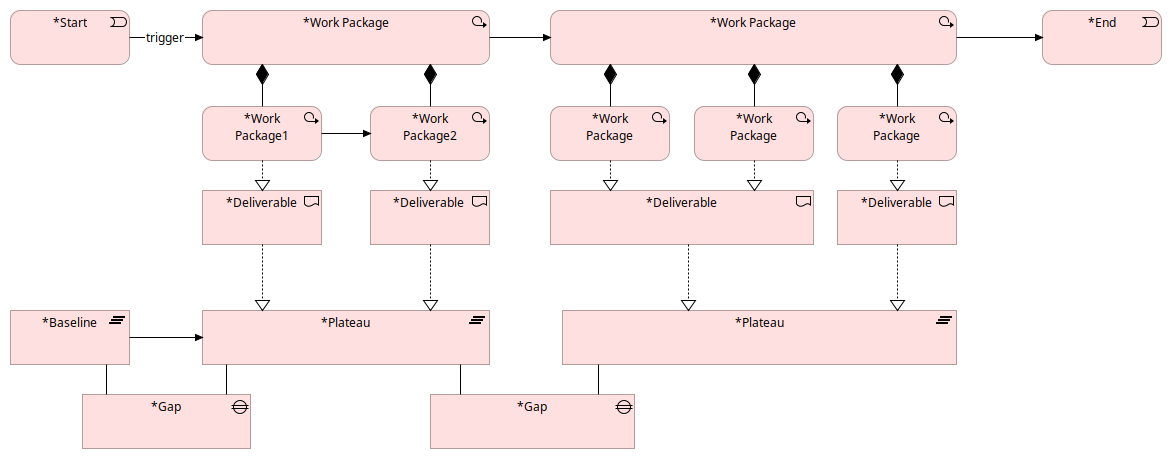 *Start
trigger
*Work Package
*Work Package
*End
*Work
Package1
*Work
Package2
*Work
Package
*Work
Package
*Work
Package
*Deliverable
*Deliverable
*Deliverable
*Deliverable
*Baseline
*Plateau
*Plateau
*Gap
*Gap